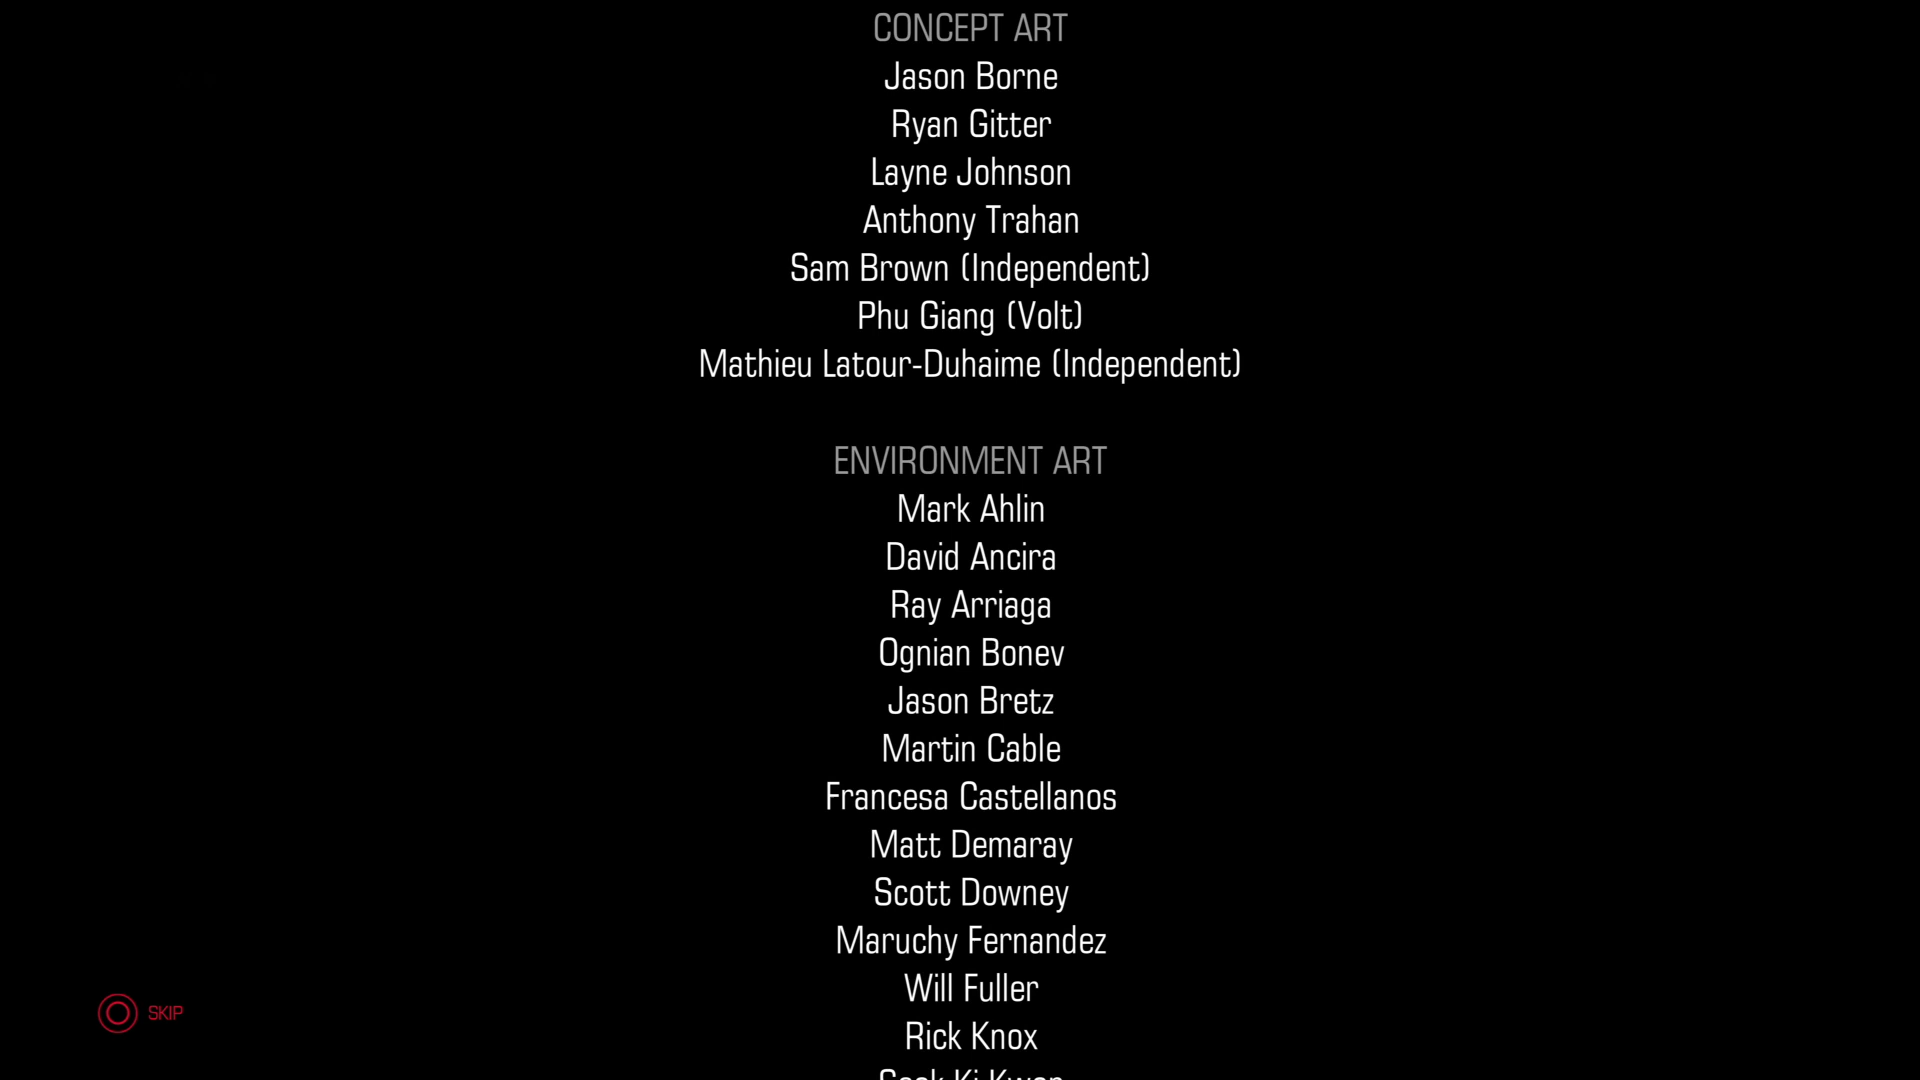 CONCEPT ART
Jason Borne
Ryan Gitter
Layne Johnson
Anthony Trahan
Sam Brown (Independent)
Phu Giang (Volt)
Mathieu Latour-Duhaime (Independent)
ENVIRONMENT ART
Mark Ahlin
David Ancira
Ray Arriaga
Ognian Bonev
Jason Bretz
Martin Cable
Francesa Castellanos
Matt Demaray
Scott Downey
Maruchy Fernandez
Will Fuller
SKIP
Rick Knox